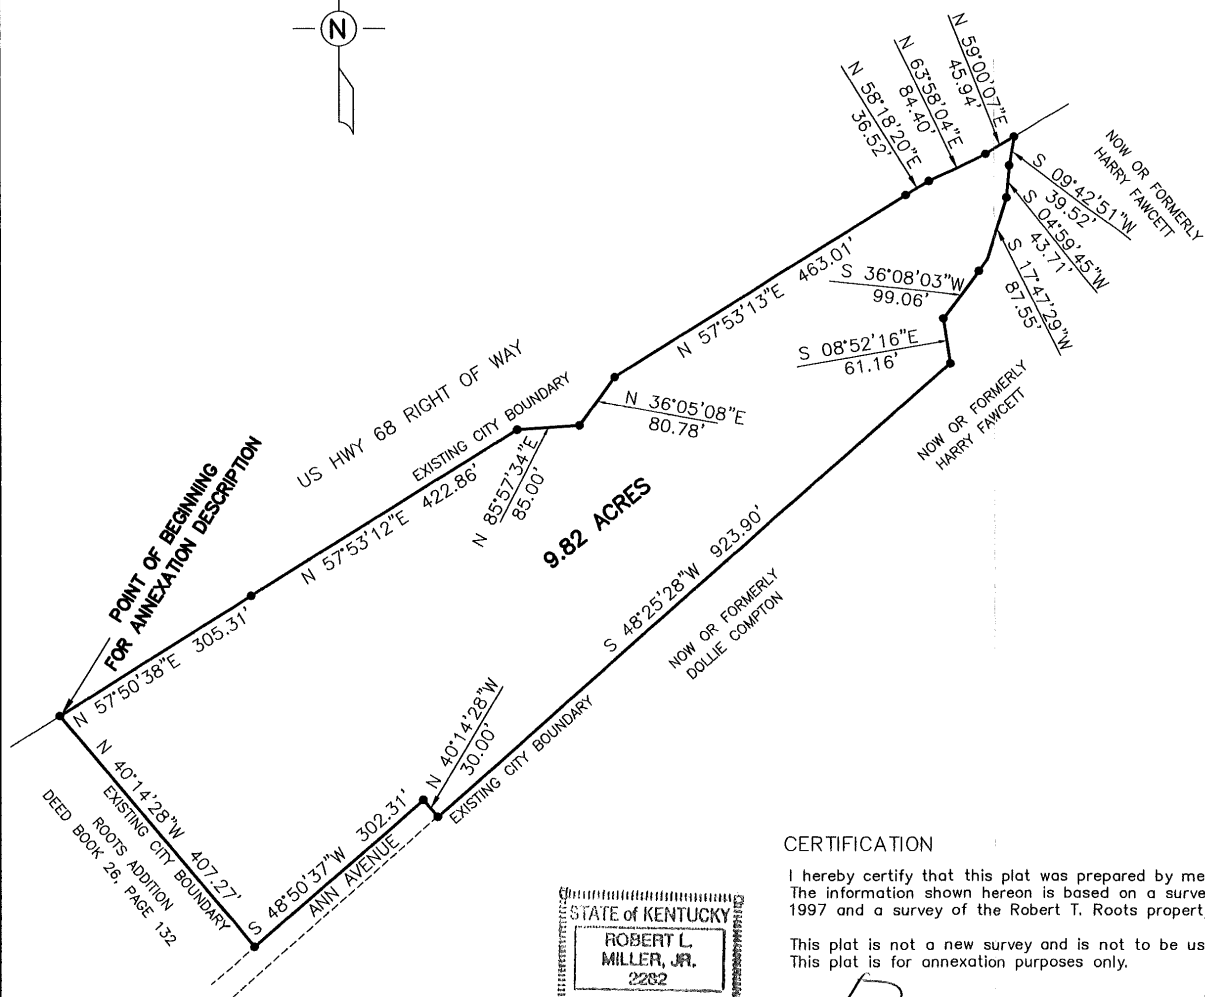 N
N 59°00'07"E
45.94'
N 63°58'04"E
84.40'
N 58°18'20"E
36.52'
NOW OR FORMERLY
HARRY FAWCETT
S 09°42'51"W
39.52'
S 04°59'45"W
43.71'
S 17°47'29"W
87.55'
S 36°08'03"W
99.06'
S 08°52'16"E
61.16'
N 57°53'13"E 463.01'
US HWY 68 RIGHT OF WAY
EXISTING CITY BOUNDARY
N 36°05'08"E
80.78'
N 85°57'34"E
85.00'
N 57°53'12"E 422.86'
NOW OR FORMERLY
HARRY FAWCETT
9.82 ACRES
POINT OF BEGINNING
FOR ANNEXATION DESCRIPTION
N 57°50'38"E 305.31'
S 48°25'28"W 923.90'
NOW OR FORMERLY
DOLLIE COMPTON
EXISTING CITY BOUNDARY
N 40°14'28"W
30.00'
N 40°14'28"W 407.27'
EXISTING CITY BOUNDARY
ROOTS ADDITION
DEED BOOK 26, PAGE 132
S 48°50'37"W 302.31'
ANN AVENUE
STATE of KENTUCKY
ROBERT L.
MILLER, JR.
2282
CERTIFICATION
I hereby certify that this plat was prepared by me
The information shown hereon is based on a surve
1997 and a survey of the Robert T. Roots propert
This plat is not a new survey and is not to be us
This plat is for annexation purposes only.